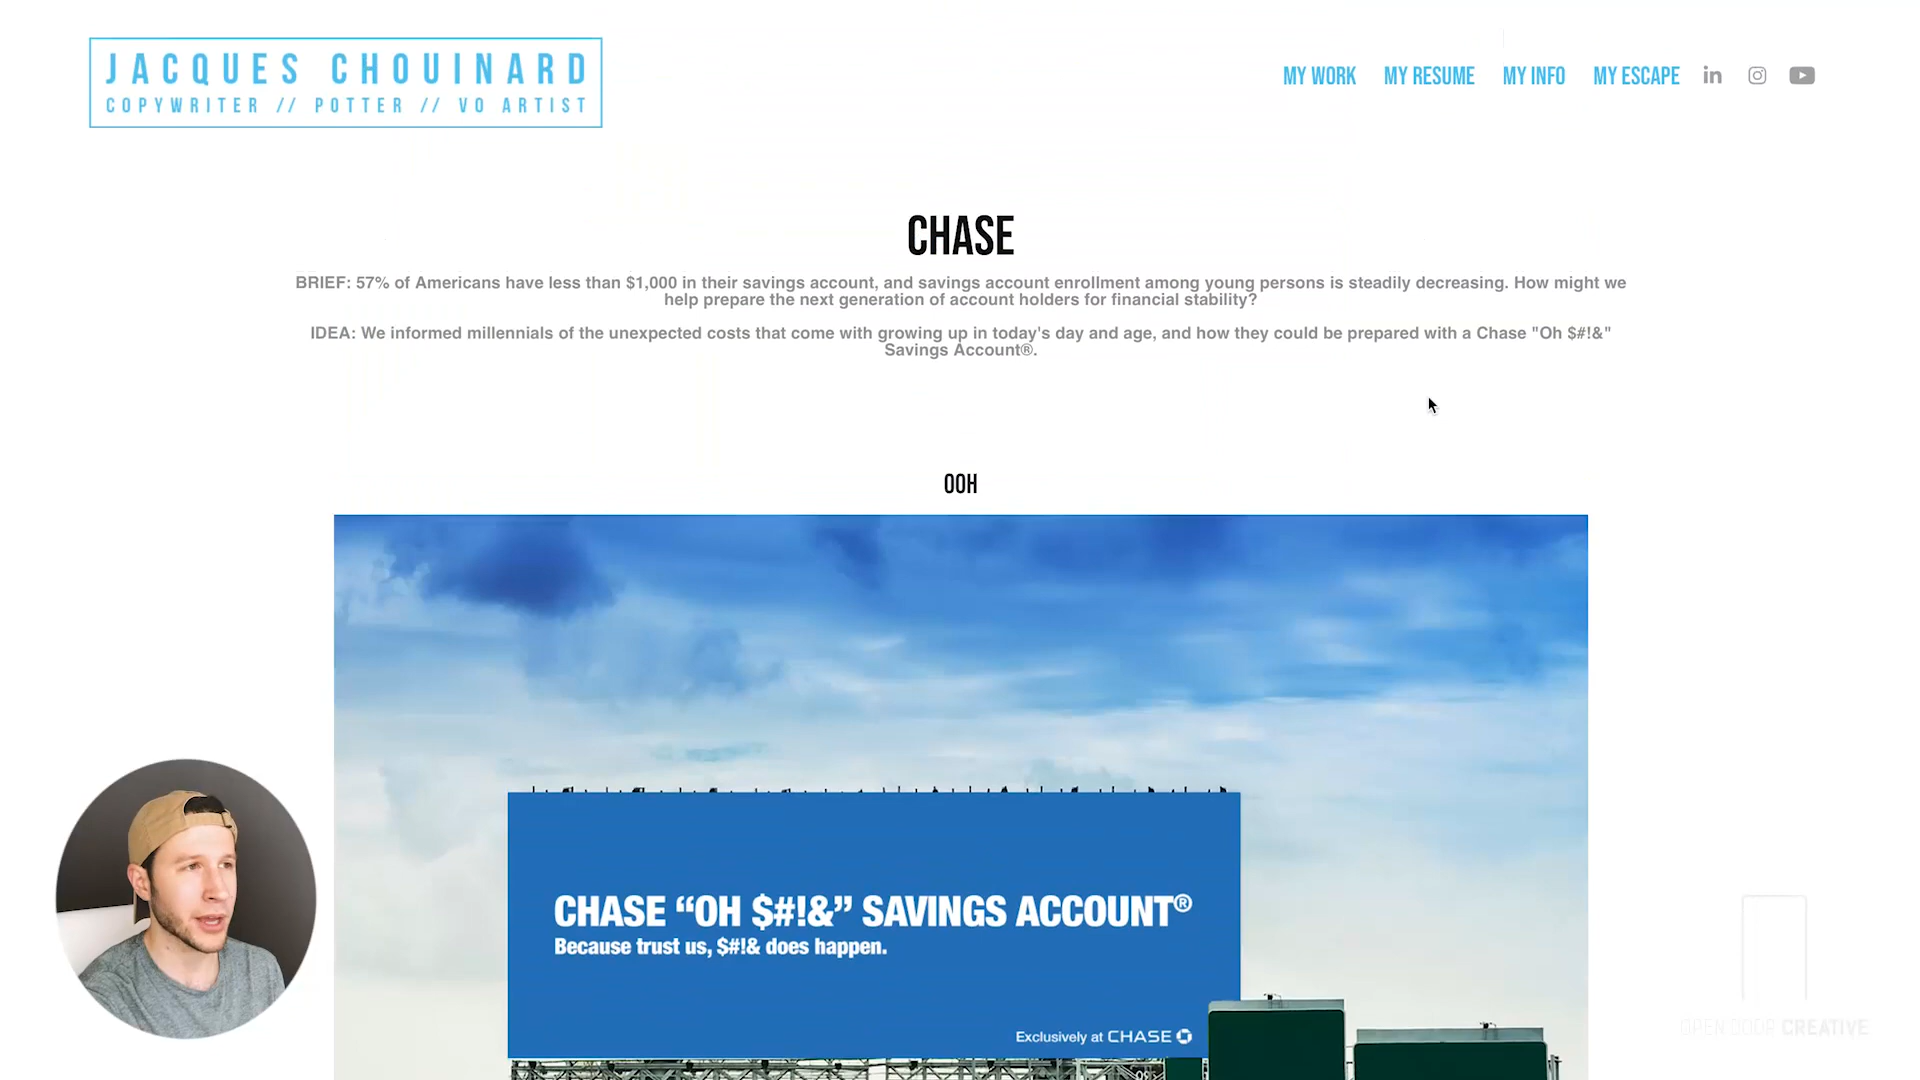 JACQUES CHOUINARD
COPYWRITER // POTTER // VO ARTIST
MY WORK
MY RESUME
MY INFO
MY ESCAPE
in
CHASE
BRIEF: 57% of Americans have less than $1,000 in their savings account, and savings account enrollment among young persons is steadily decreasing. How might we
help prepare the next generation of account holders for financial stability?
IDEA: We informed millennials of the unexpected costs that come with growing up in today's day and age, and how they could be prepared with a Chase "Oh $#!&"
Savings Account®.
OOH
CHASE “OH $#!&” SAVINGS ACCOUNT®
Because trust us, $#!& does happen.
Exclusively at CHASE
OPEN DOOR CREATIVE